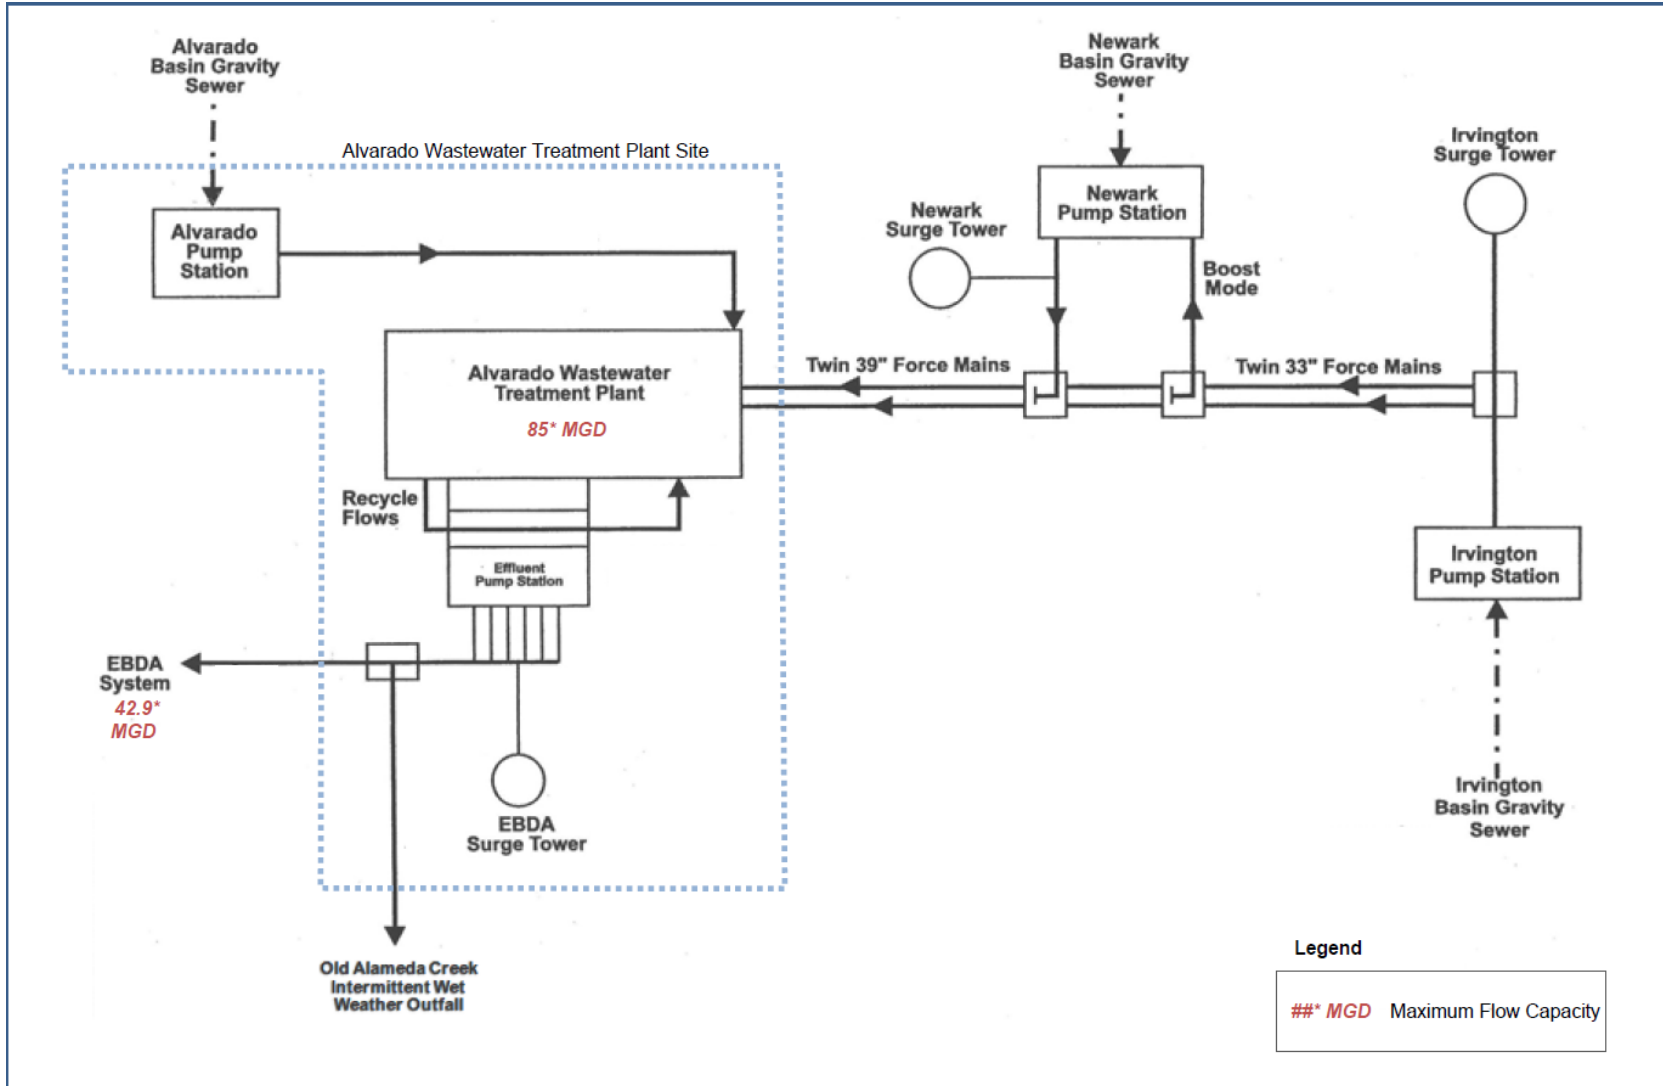 Alvarado
Basin Gravity
Sewer
Newark
Basin Gravity
Sewer
Irvington
Surge Tower
Alvarado Wastewater Treatment Plant Site
Alvarado
Pump
Station
Newark
Surge Tower
Newark
Pump Station
Boost
Mode
Alvarado Wastewater
Treatment Plant
85* MGD
Twin 39" Force Mains
Twin 33" Force Mains
Recycle
Flows
Effluent
Pump Station
Irvington
Pump Station
EBDA
System
42.9*
MGD
EBDA
Surge Tower
Irvington
Basin Gravity
Sewer
Old Alameda Creek
Intermittent Wet
Weather Outfall
Legend
##* MGD Maximum Flow Capacity